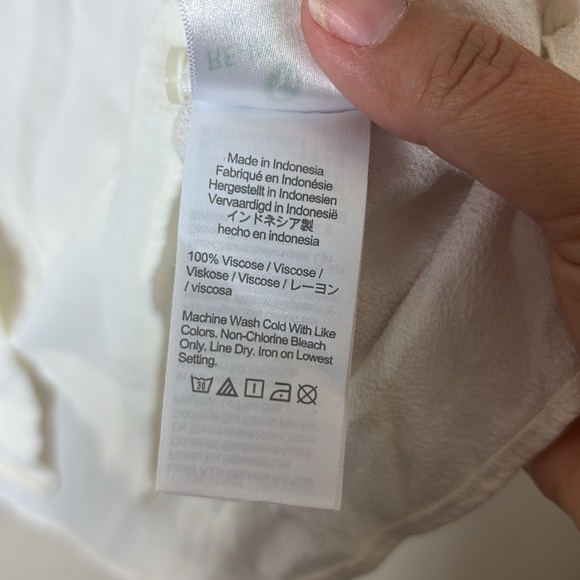 Made in Indonesia
Fabriqué en Indonésie
Hergestellt in Indonesien
Vervaardigd in Indonesië
インドネシア製
hecho en indonesia
100% Viscose / Viscose /
Viskose / Viscose / レーヨン
/ viscosa
Machine Wash Cold With Like
Colors. Non-Chlorine Bleach
Only. Line Dry. Iron on Lowest
Setting.
30